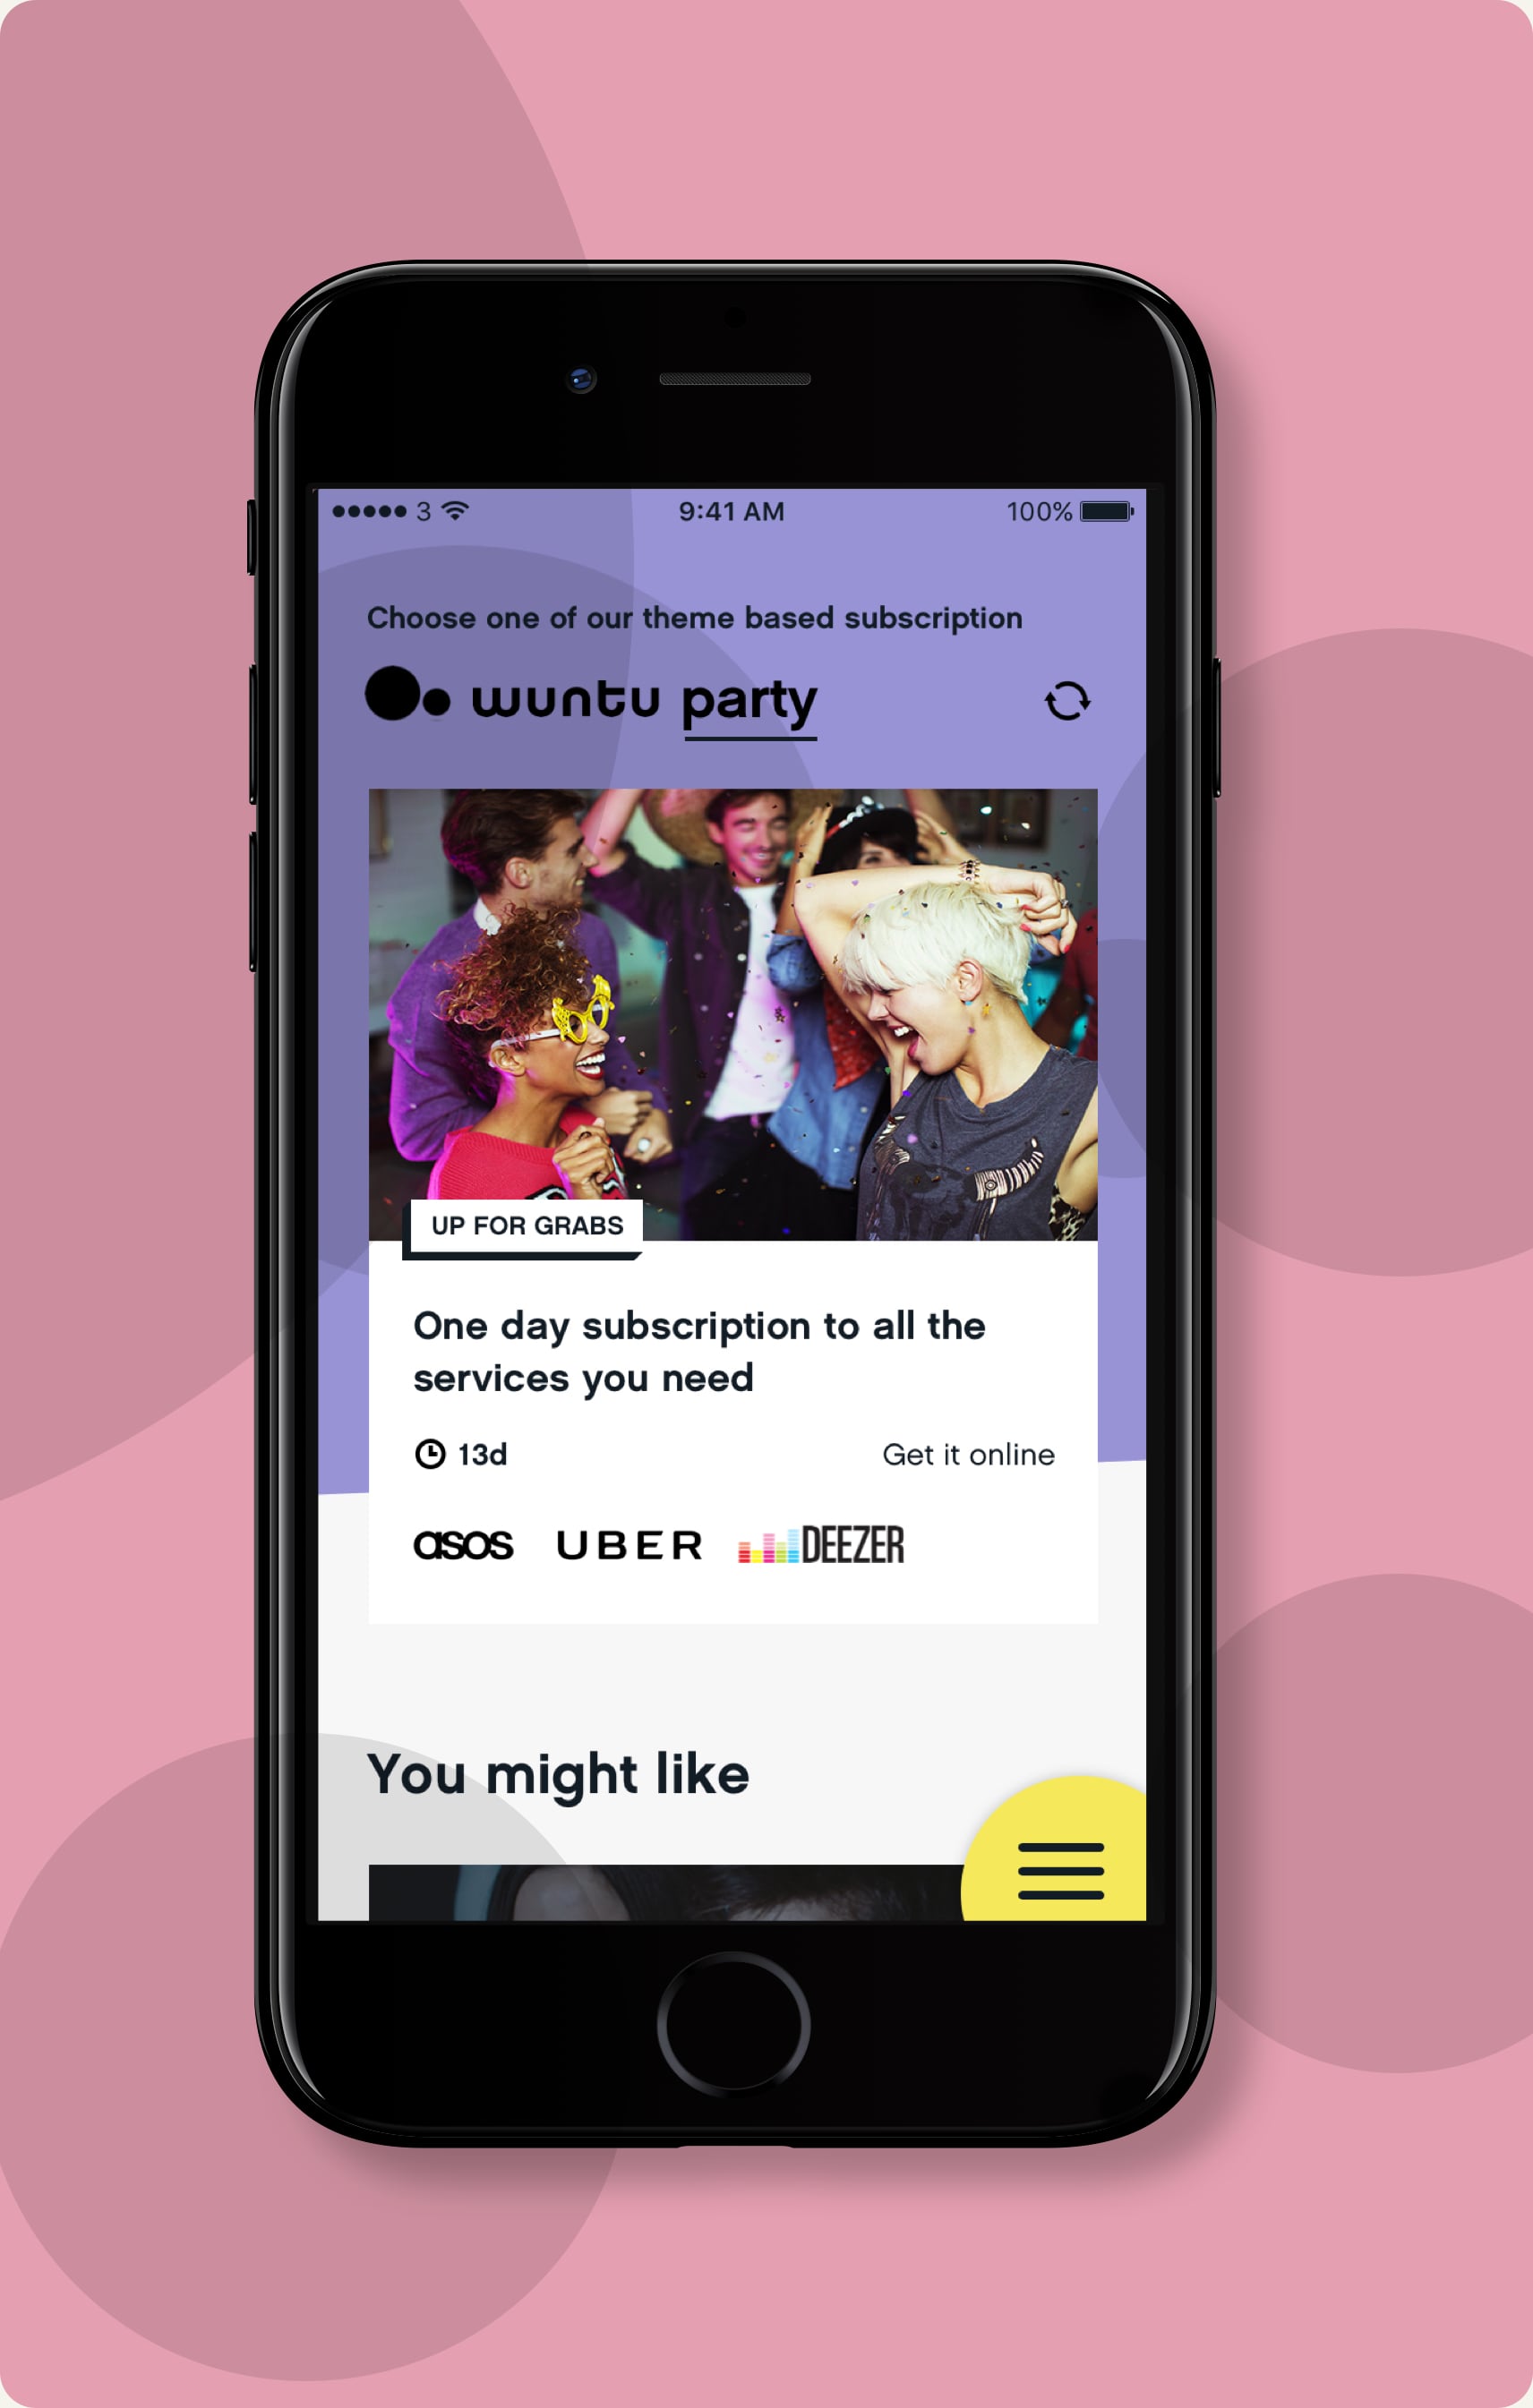 3 9:41 AM 100%
Choose one of our theme based subscription
wuntu party
UP FOR GRABS
One day subscription to all the
services you need
13d Get it online
asos UBER DEEZER
You might like